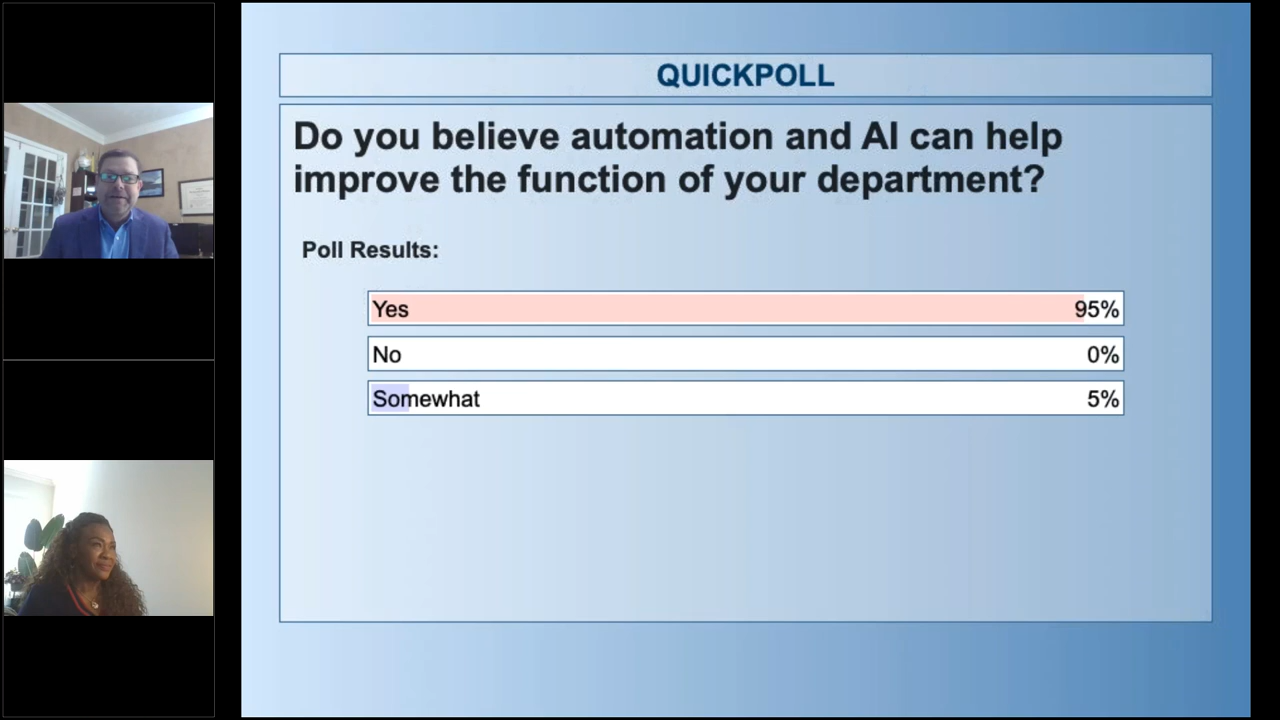 QUICKPOLL
Do you believe automation and AI can help
improve the function of your department?
Poll Results:
Yes 95%
No 0%
Somewhat 5%